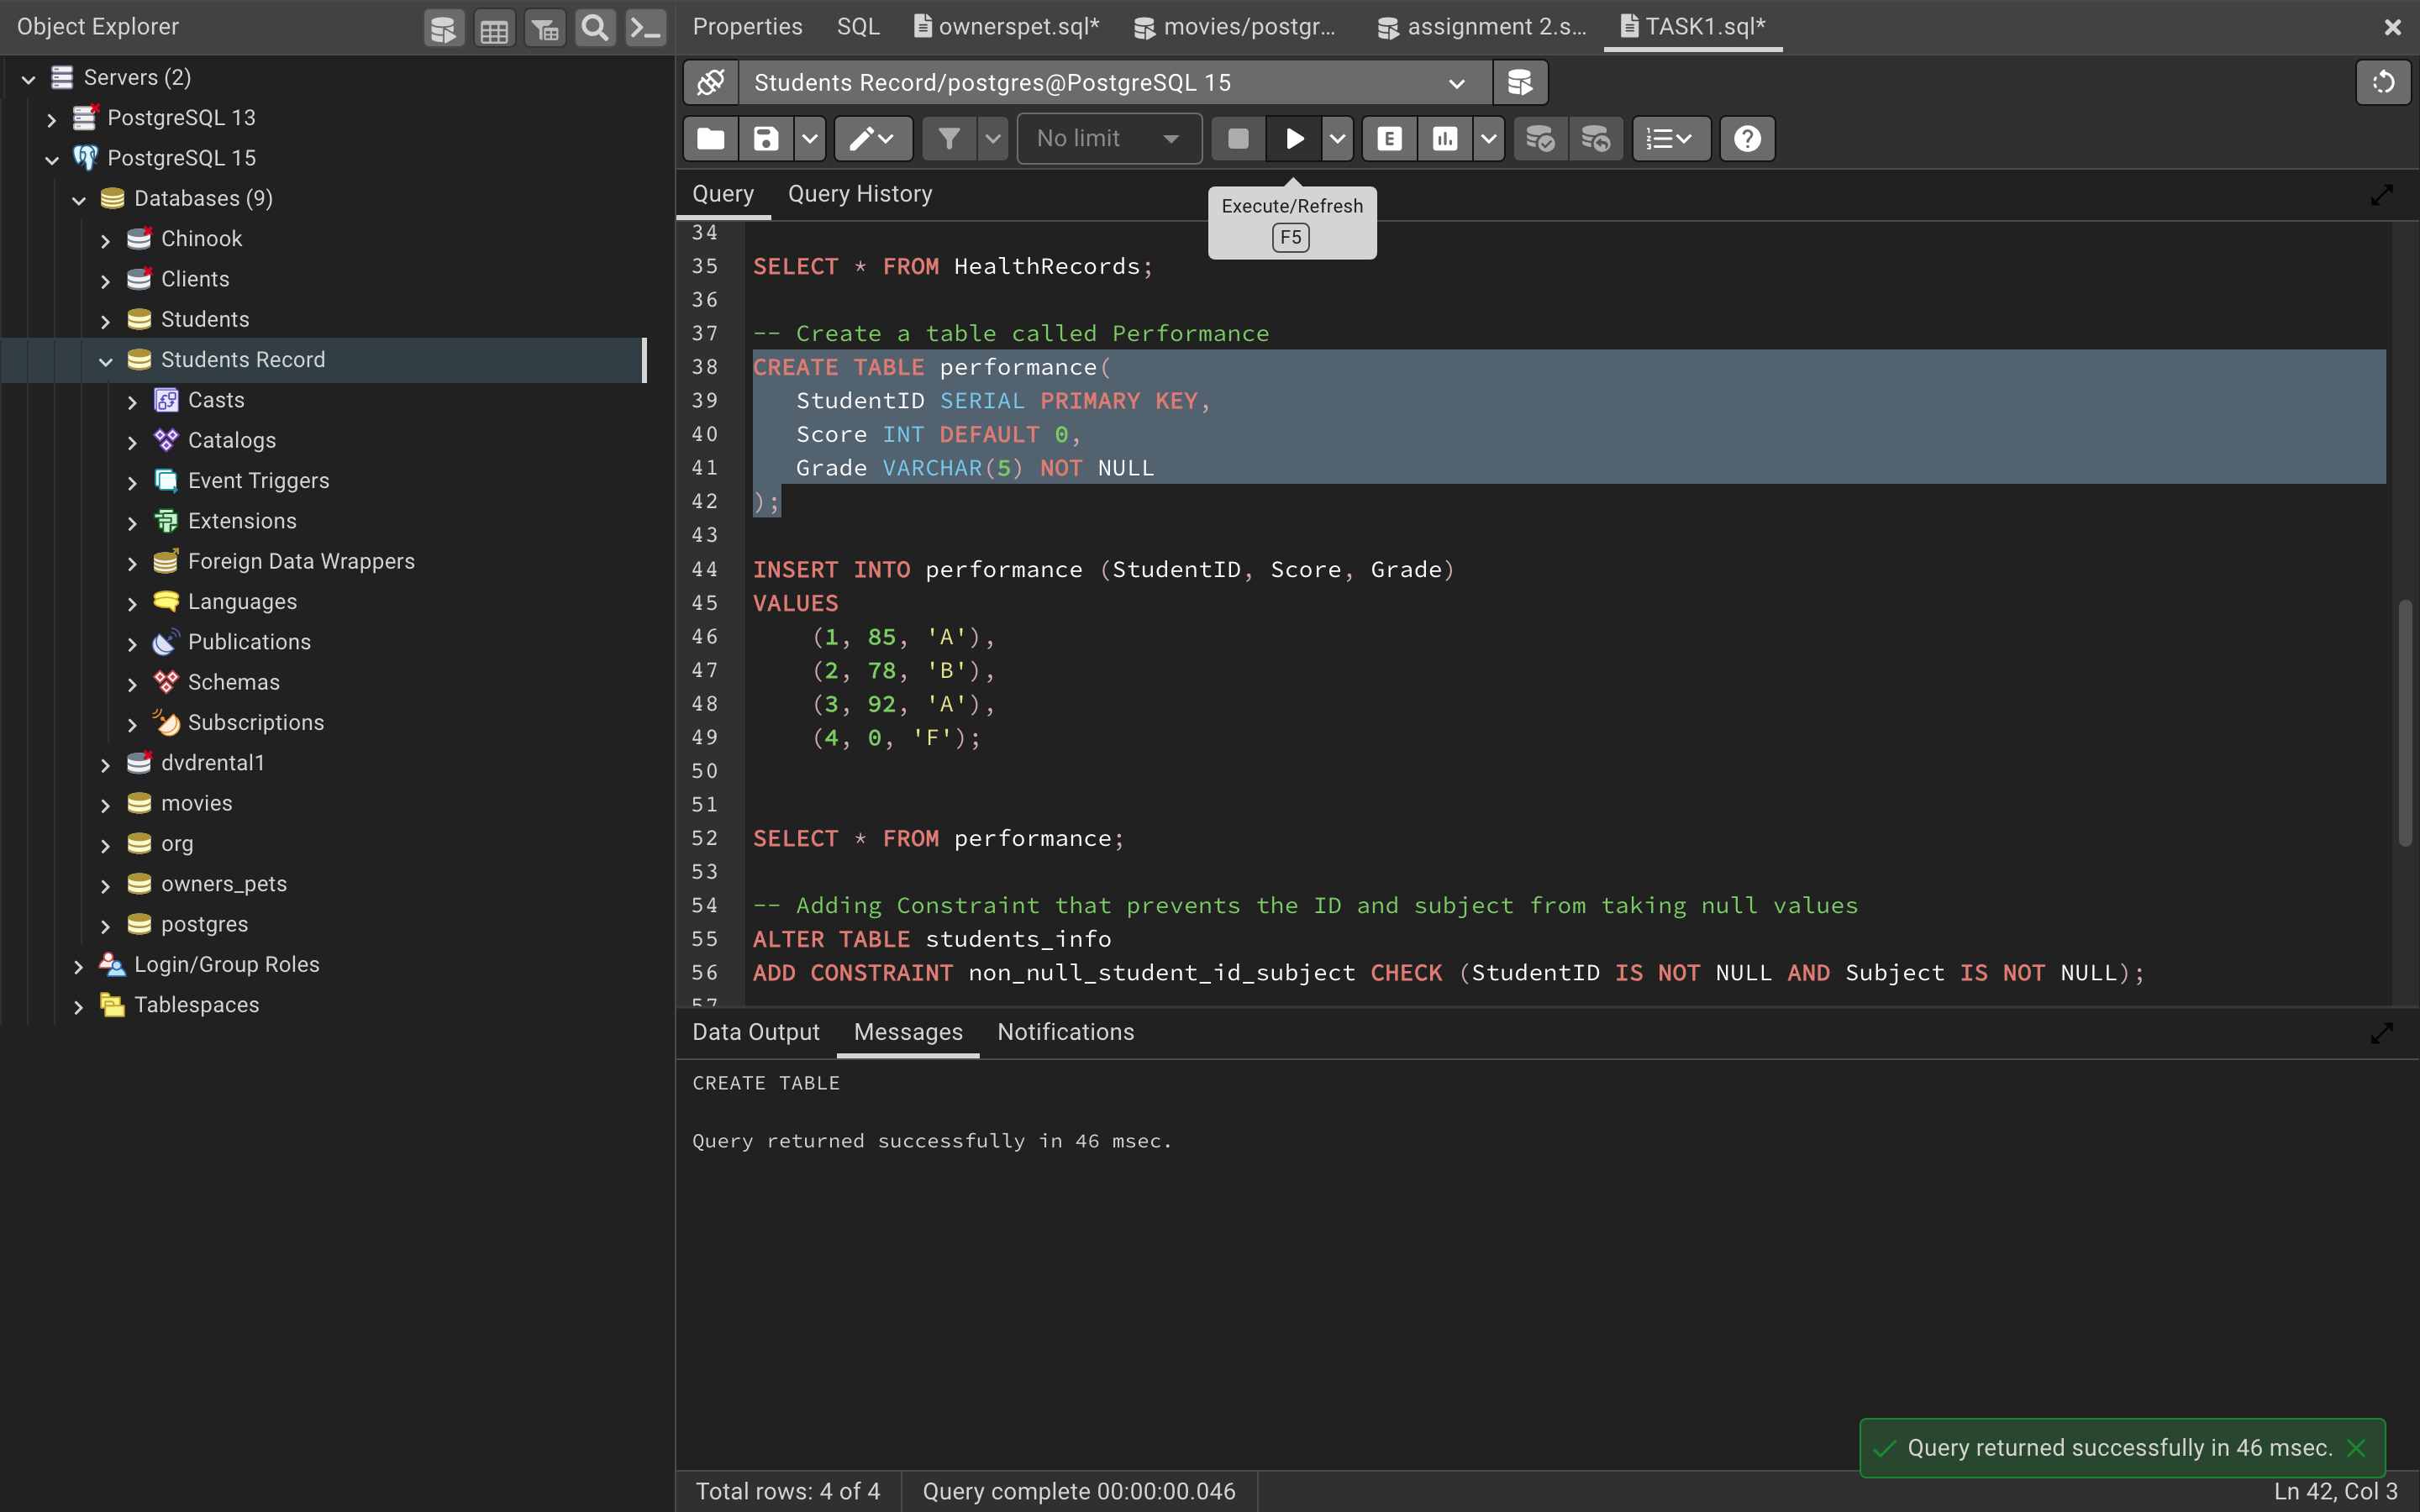 Object Explorer
Servers (2)
PostgreSQL 13
PostgreSQL 15
Databases (9)
Chinook
Clients
Students
Students Record
Casts
Catalogs
Event Triggers
Extensions
Foreign Data Wrappers
Languages
Publications
Schemas
Subscriptions
dvdrental1
movies
org
owners_pets
postgres
Login/Group Roles
Tablespaces
Properties SQL ownerspet.sql* movies/postgr... assignment 2.s... TASK1.sql*
Students Record/postgres@PostgreSQL 15
No limit E
Query Query History
Execute/Refresh
F5
34
35 SELECT * FROM HealthRecords;
36
37 -- Create a table called Performance
38 CREATE TABLE performance(
39 StudentID SERIAL PRIMARY KEY,
40 Score INT DEFAULT 0,
41 Grade VARCHAR(5) NOT NULL
42 );
43
44 INSERT INTO performance (StudentID, Score, Grade)
45 VALUES
46 (1, 85, 'A'),
47 (2, 78, 'B'),
48 (3, 92, 'A'),
49 (4, 0, 'F');
50
51
52 SELECT * FROM performance;
53
54 -- Adding Constraint that prevents the ID and subject from taking null values
55 ALTER TABLE students_info
56 ADD CONSTRAINT non_null_student_id_subject CHECK (StudentID IS NOT NULL AND Subject IS NOT NULL);
57
Data Output Messages Notifications
CREATE TABLE
Query returned successfully in 46 msec.
Query returned successfully in 46 msec.
Total rows: 4 of 4 Query complete 00:00:00.046 Ln 42, Col 3